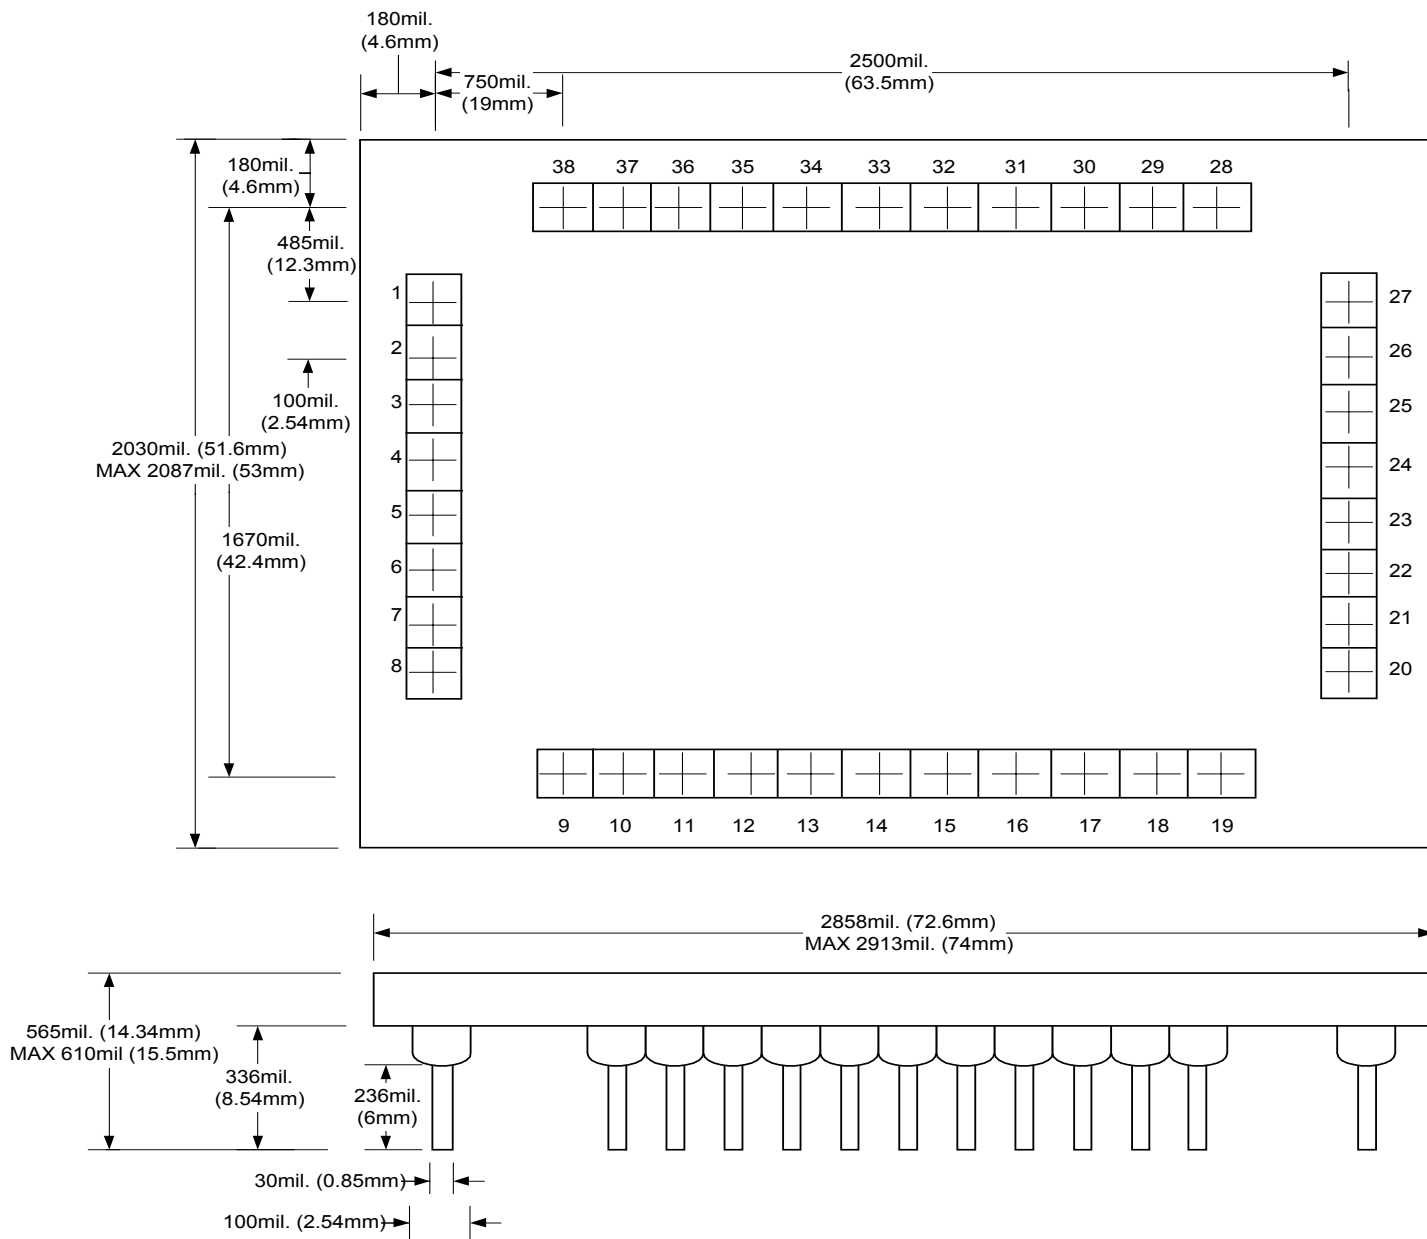 180mil.
(4.6mm)
2500mil.
(63.5mm)
750mil.
(19mm)
180mil.
(4.6mm)
38 37 36 35 34 33 32 31 30 29 28
485mil.
(12.3mm)
1 27
2 26
100mil.
(2.54mm)
3 25
2030mil. (51.6mm)
MAX 2087mil. (53mm)
4 24
5 23
1670mil.
(42.4mm)
6 22
7 21
8 20
9 10 11 12 13 14 15 16 17 18 19
2858mil. (72.6mm)
MAX 2913mil. (74mm)
565mil. (14.34mm)
MAX 610mil (15.5mm)
336mil.
(8.54mm)
236mil.
(6mm)
30mil. (0.85mm)
100mil. (2.54mm)